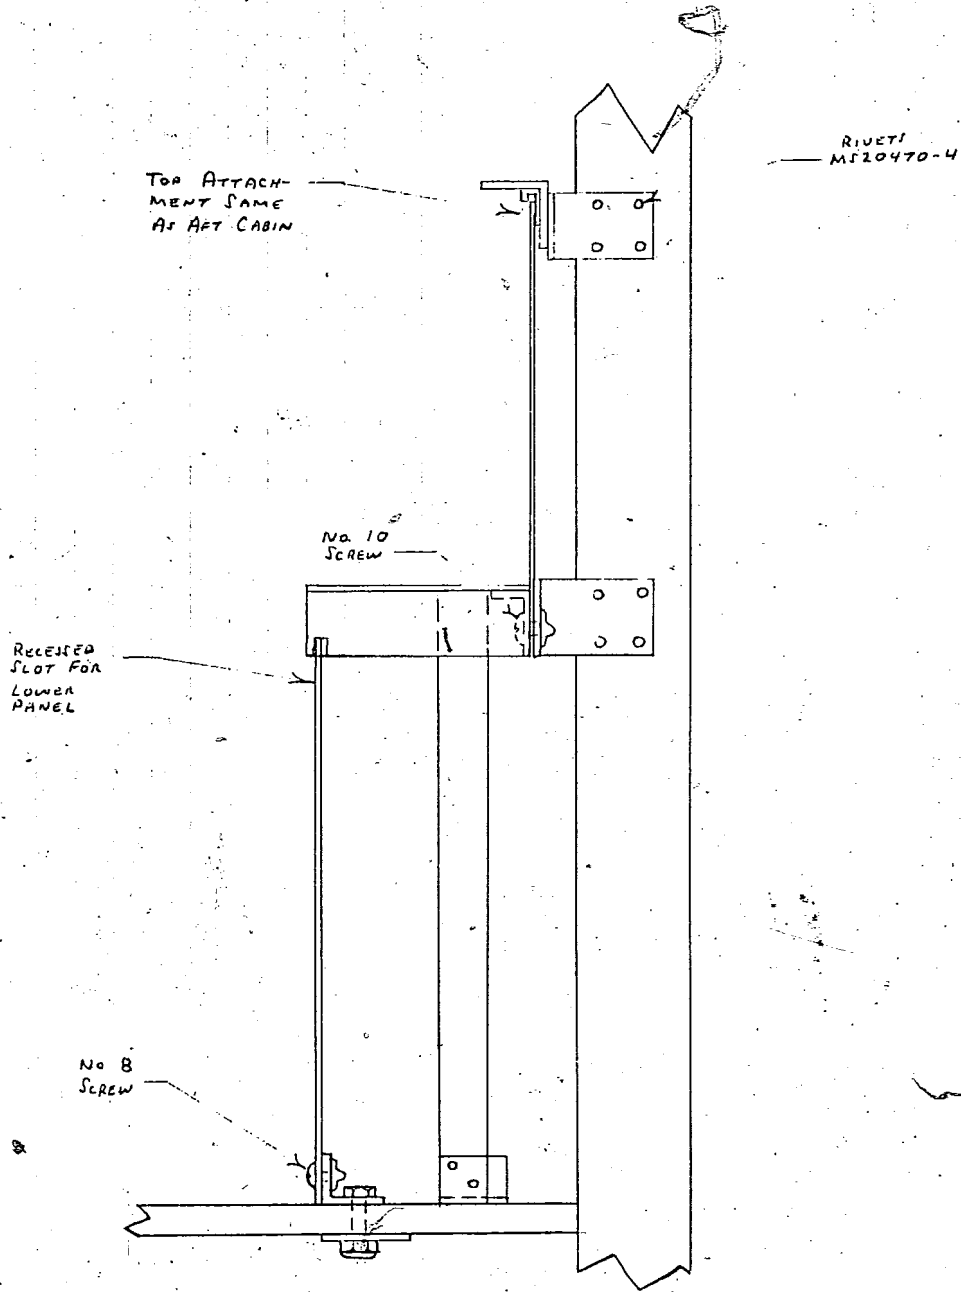 RIVETS
MS20470-4
TOP ATTACH-
MENT SAME
AS AFT CABIN
No. 10
SCREW
RECESSED
SLOT FOR
LOWER
PANEL
No 8
SCREW